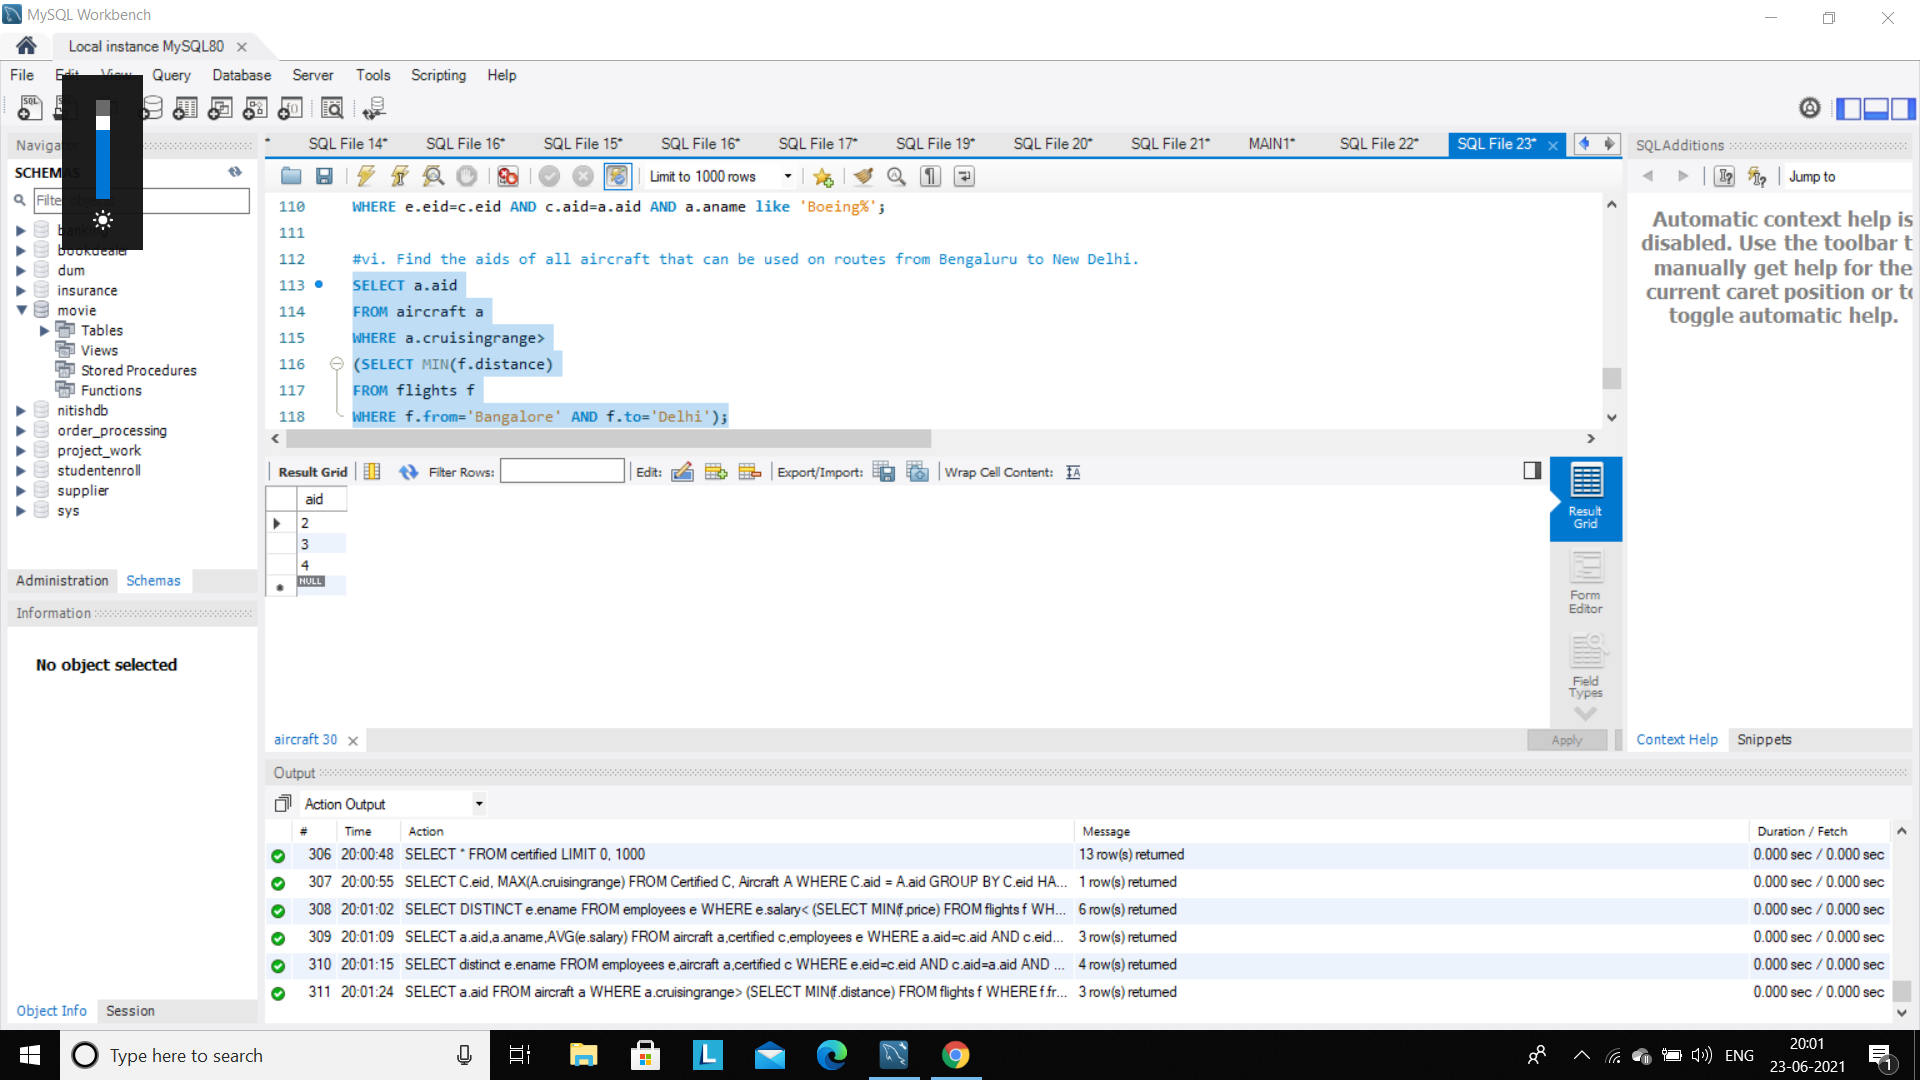 MySQL Workbench
Local instance MySQL80
File Edit View Query Database Server Tools Scripting Help
Navigator
SCHEMAS
banking
bookdealer
dum
insurance
movie
Tables
Views
Stored Procedures
Functions
nitishdb
order_processing
project_work
studentenroll
supplier
sys
Administration Schemas
Information
No object selected
Object Info Session
SQL File 14* SQL File 16* SQL File 15* SQL File 16* SQL File 17* SQL File 19* SQL File 20* SQL File 21* MAIN1* SQL File 22* SQL File 23*
Limit to 1000 rows
110 WHERE e.eid=c.eid AND c.aid=a.aid AND a.aname like 'Boeing%';
111
112 #vi. Find the aids of all aircraft that can be used on routes from Bengaluru to New Delhi.
113 SELECT a.aid
114 FROM aircraft a
115 WHERE a.cruisingrange>
116 (SELECT MIN(f.distance)
117 FROM flights f
118 WHERE f.from='Bangalore' AND f.to='Delhi');
Result Grid Filter Rows: Edit: Export/Import: Wrap Cell Content:
aid
2
3
4
NULL
Result
Grid
Form
Editor
Field
Types
aircraft 30
Apply
SQLAdditions
Jump to
Automatic context help is
disabled. Use the toolbar t
manually get help for the
current caret position or to
toggle automatic help.
Context Help Snippets
Output
Action Output
# Time Action Message Duration / Fetch
306 20:00:48 SELECT * FROM certified LIMIT 0, 1000 13 row(s) returned 0.000 sec / 0.000 sec
307 20:00:55 SELECT C.eid, MAX(A.cruisingrange) FROM Certified C, Aircraft A WHERE C.aid = A.aid GROUP BY C.eid HA... 1 row(s) returned 0.000 sec / 0.000 sec
308 20:01:02 SELECT DISTINCT e.ename FROM employees e WHERE e.salary< (SELECT MIN(f.price) FROM flights f WH... 6 row(s) returned 0.000 sec / 0.000 sec
309 20:01:09 SELECT a.aid,a.aname,AVG(e.salary) FROM aircraft a,certified c,employees e WHERE a.aid=c.aid AND c.eid... 3 row(s) returned 0.000 sec / 0.000 sec
310 20:01:15 SELECT distinct e.ename FROM employees e,aircraft a,certified c WHERE e.eid=c.eid AND c.aid=a.aid AND ... 4 row(s) returned 0.000 sec / 0.000 sec
311 20:01:24 SELECT a.aid FROM aircraft a WHERE a.cruisingrange> (SELECT MIN(f.distance) FROM flights f WHERE f.fr... 3 row(s) returned 0.000 sec / 0.000 sec
Type here to search
ENG
20:01
23-06-2021
1